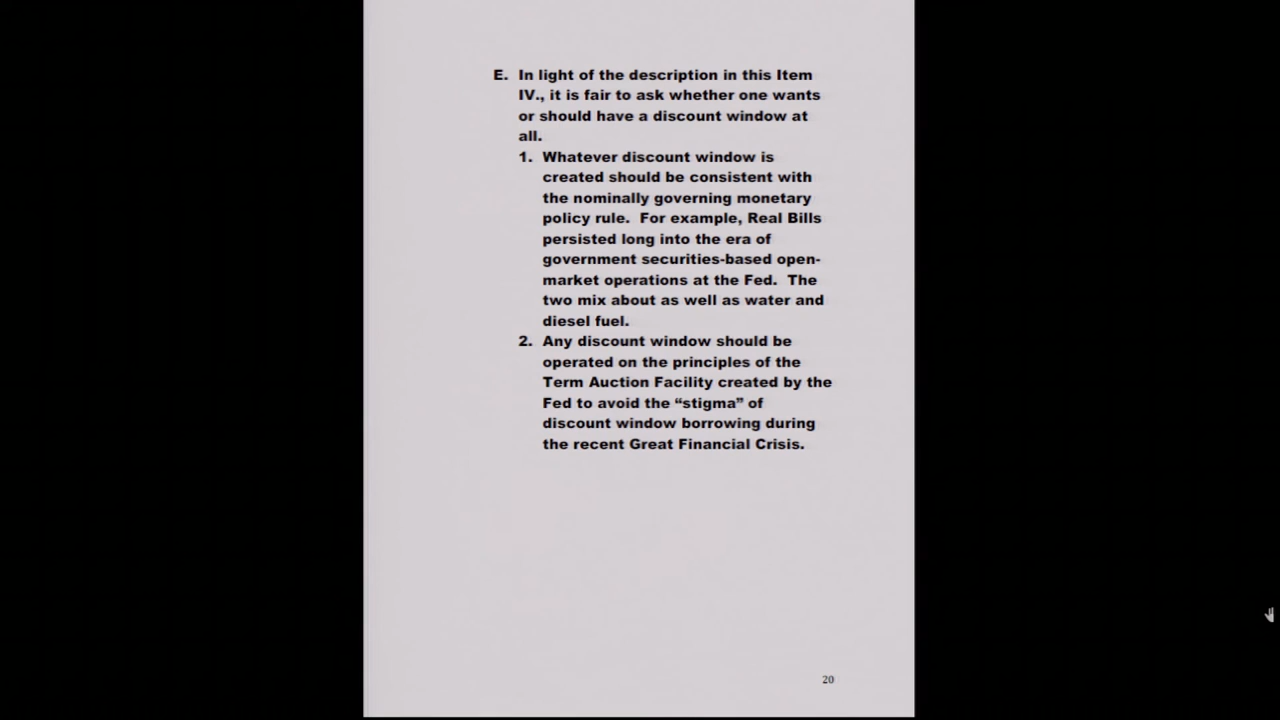 E. In light of the description in this Item
IV., it is fair to ask whether one wants
or should have a discount window at
all.
1. Whatever discount window is
created should be consistent with
the nominally governing monetary
policy rule. For example, Real Bills
persisted long into the era of
government securities-based open-
market operations at the Fed. The
two mix about as well as water and
diesel fuel.
2. Any discount window should be
operated on the principles of the
Term Auction Facility created by the
Fed to avoid the “stigma” of
discount window borrowing during
the recent Great Financial Crisis.
20